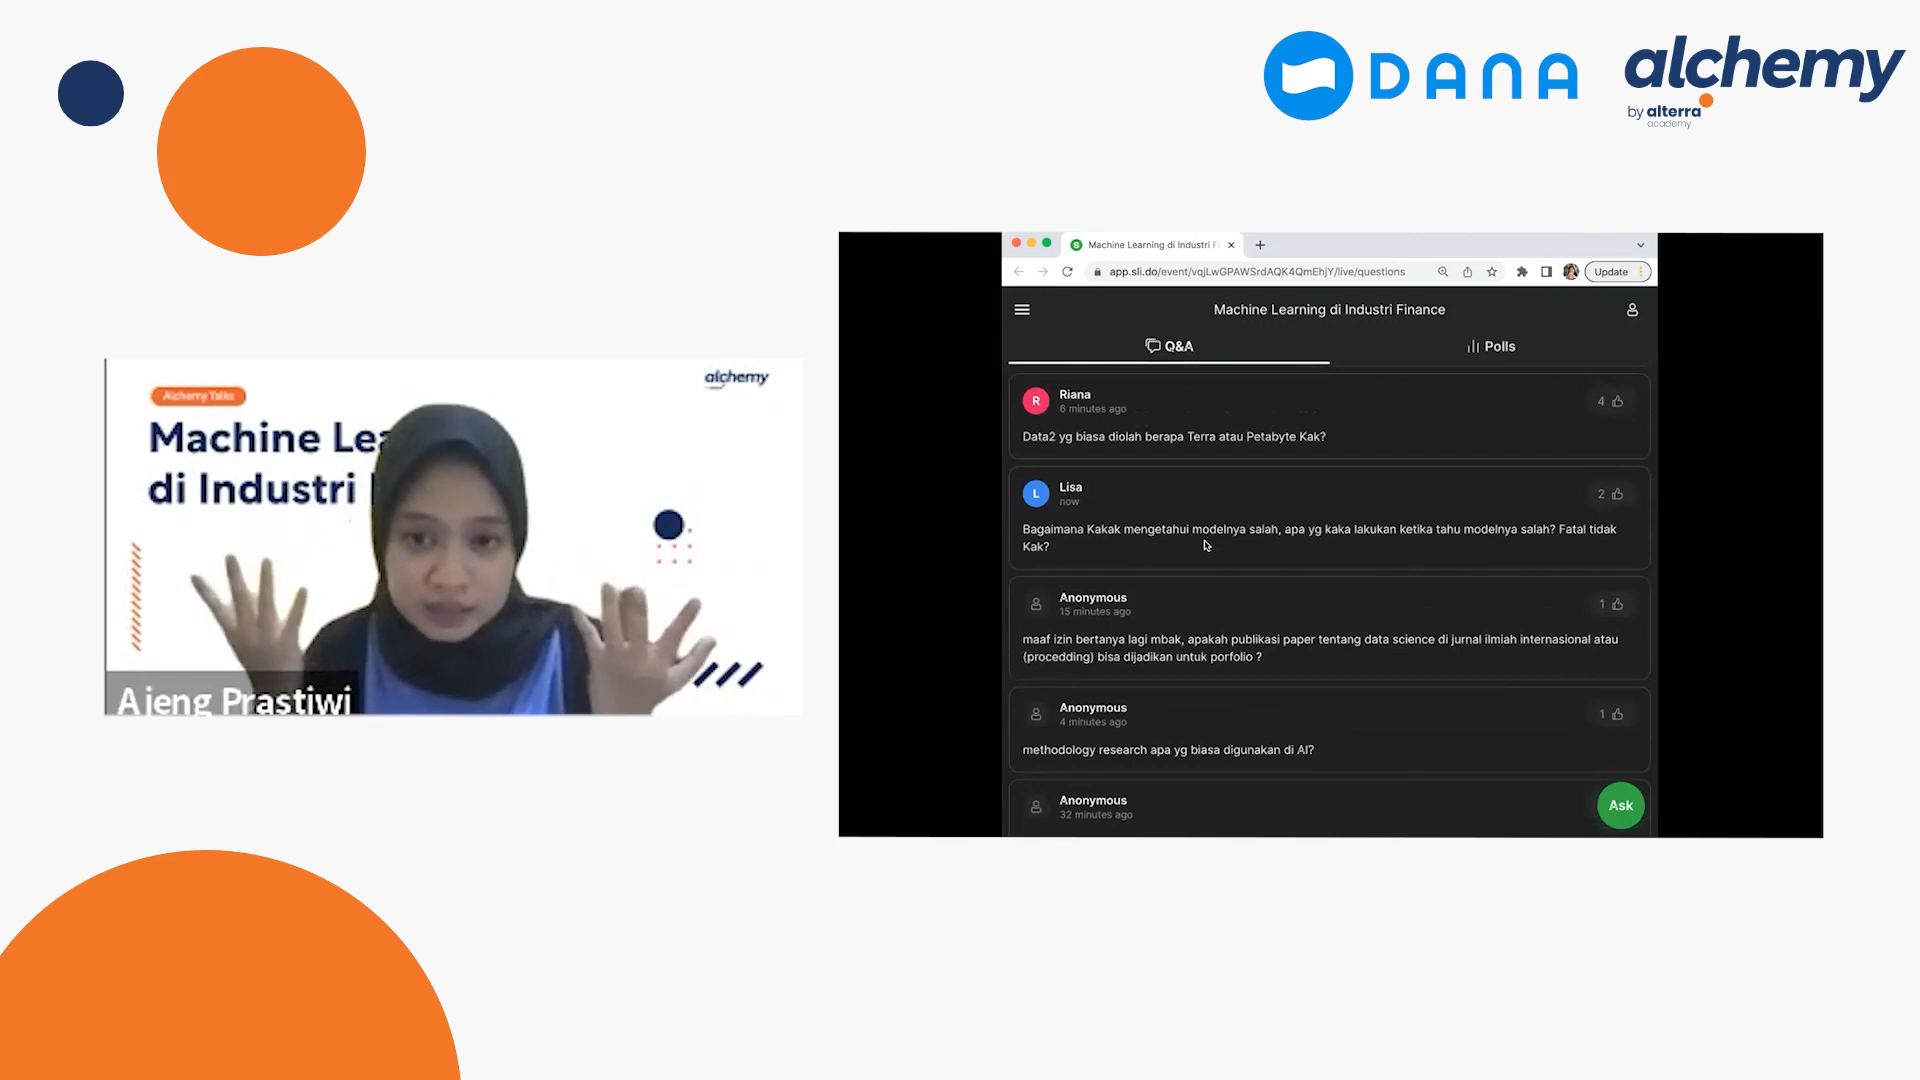 DANA
alchemy
by alterra
academy
Alchemy Talks
alchemy
Machine Lea
di Industri
Ajeng Prastiwi
Machine Learning di Industri F
app.sli.do/event/vqjLwGPAWSrdAQK4QmEhjY/live/questions
Update
Machine Learning di Industri Finance
Q&A
Polls
R
Riana
6 minutes ago
4
Data2 yg biasa diolah berapa Terra atau Petabyte Kak?
L
Lisa
now
2
Bagaimana Kakak mengetahui modelnya salah, apa yg kaka lakukan ketika tahu modelnya salah? Fatal tidak
Kak?
Anonymous
15 minutes ago
1
maaf izin bertanya lagi mbak, apakah publikasi paper tentang data science di jurnal ilmiah internasional atau
(procedding) bisa dijadikan untuk porfolio ?
Anonymous
4 minutes ago
1
methodology research apa yg biasa digunakan di AI?
Anonymous
32 minutes ago
Ask